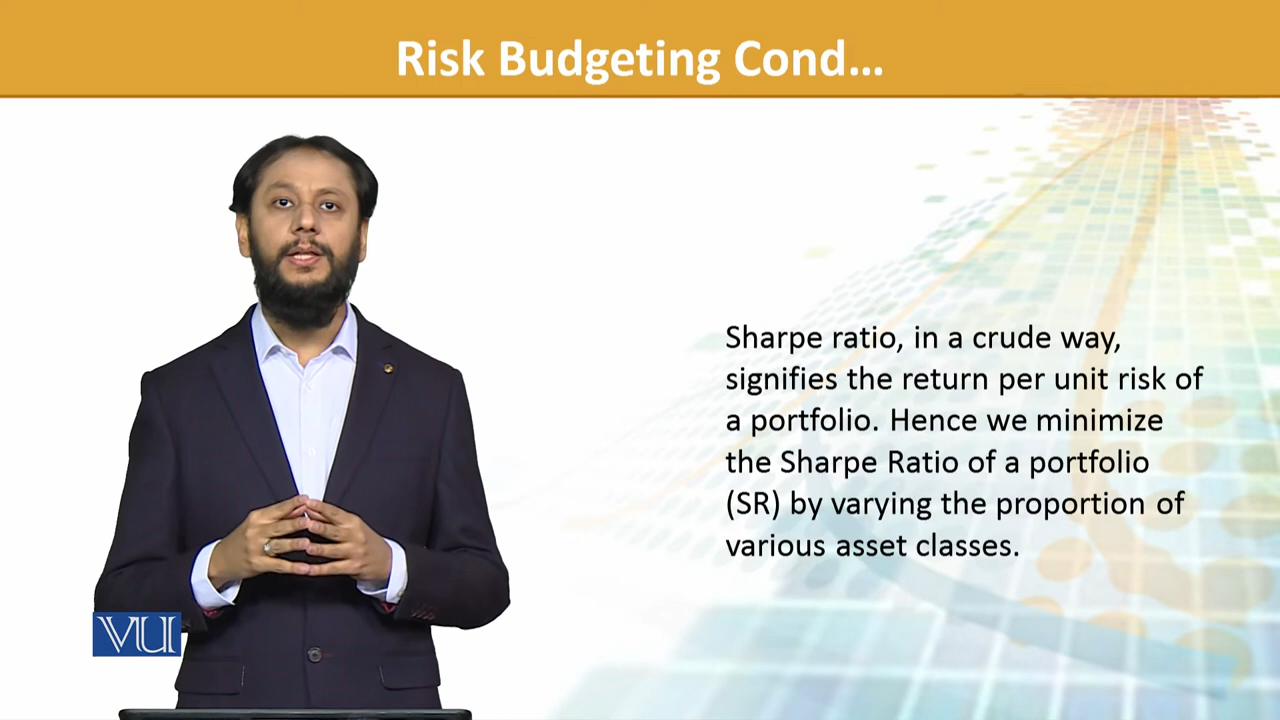 Risk Budgeting Cond...
Sharpe ratio, in a crude way,
signifies the return per unit risk of
a portfolio. Hence we minimize
the Sharpe Ratio of a portfolio
(SR) by varying the proportion of
various asset classes.
VU